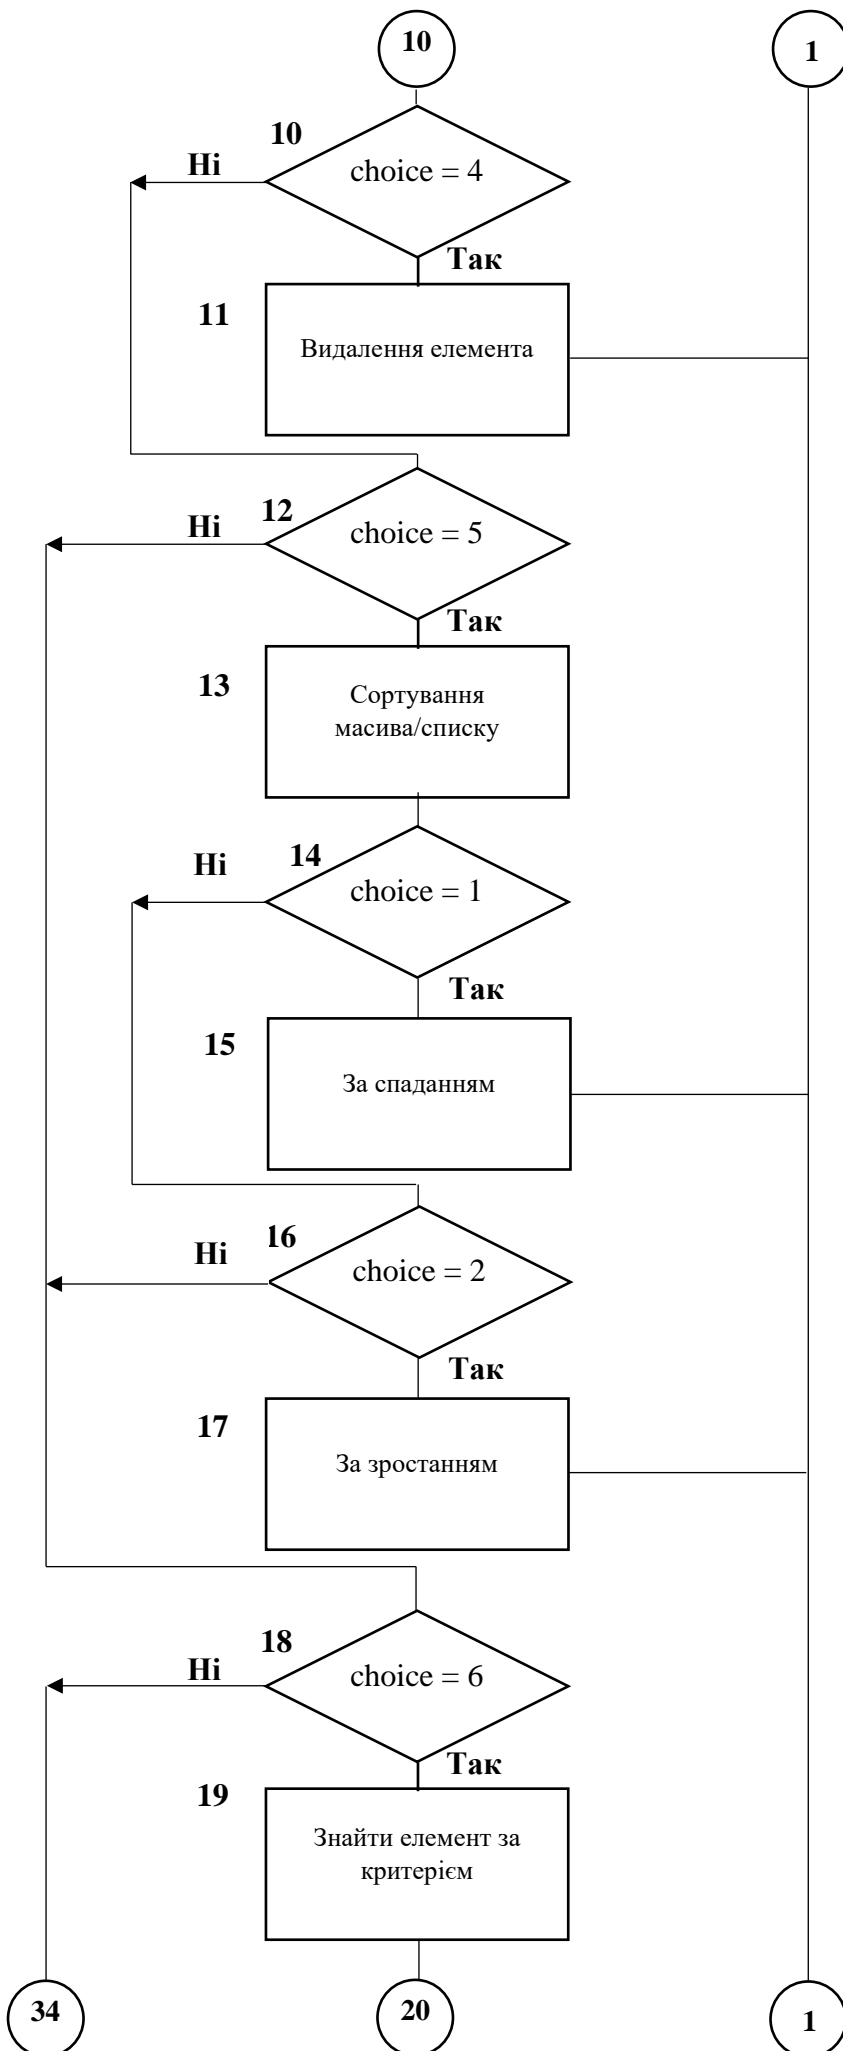 10
1
10
choice = 4
Ні
Так
11
Видалення елемента
12
choice = 5
Ні
Так
13
Сортування
масива/списку
14
choice = 1
Ні
Так
15
За спаданням
16
choice = 2
Ні
Так
17
За зростанням
18
choice = 6
Ні
Так
19
Знайти елемент за
критерієм
34
20
1